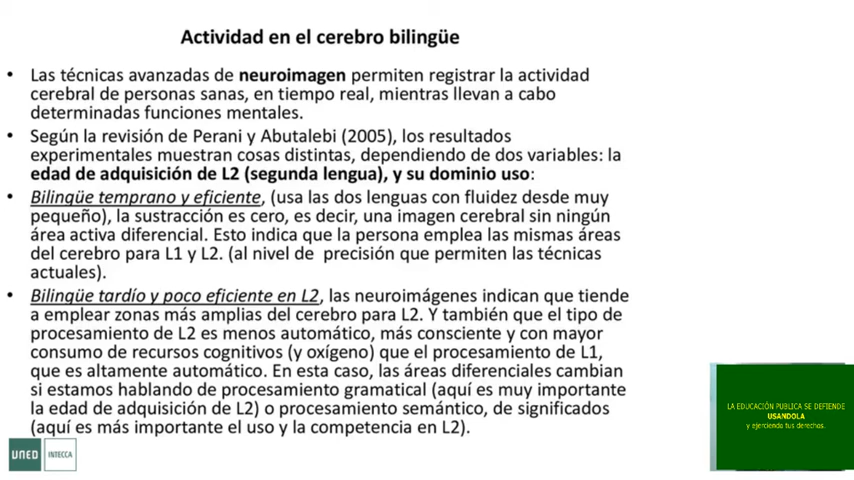 Actividad en el cerebro bilingüe
• Las técnicas avanzadas de neuroimagen permiten registrar la actividad
cerebral de personas sanas, en tiempo real, mientras llevan a cabo
determinadas funciones mentales.
• Según la revisión de Perani y Abutalebi (2005), los resultados
experimentales muestran cosas distintas, dependiendo de dos variables: la
edad de adquisición de L2 (segunda lengua), y su dominio uso:
• Bilingüe temprano y eficiente, (usa las dos lenguas con fluidez desde muy
pequeño), la sustracción es cero, es decir, una imagen cerebral sin ningún
área activa diferencial. Esto indica que la persona emplea las mismas áreas
del cerebro para L1 y L2. (al nivel de precisión que permiten las técnicas
actuales).
• Bilingüe tardío y poco eficiente en L2, las neuroimágenes indican que tiende
a emplear zonas más amplias del cerebro para L2. Y también que el tipo de
procesamiento de L2 es menos automático, más consciente y con mayor
consumo de recursos cognitivos (y oxígeno) que el procesamiento de L1,
que es altamente automático. En esta caso, las áreas diferenciales cambian
si estamos hablando de procesamiento gramatical (aquí es muy importante
la edad de adquisición de L2) o procesamiento semántico, de significados
(aquí es más importante el uso y la competencia en L2).
UNED INTECCA
LA EDUCACIÓN PUBLICA SE DEFIENDE
USANDOLA
y ejerciendo tus derechos.